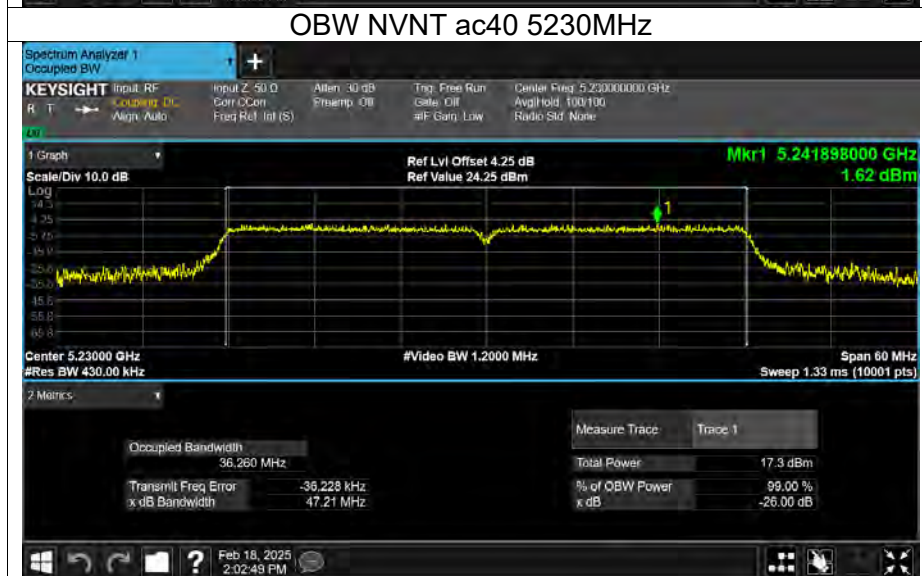 OBW NVNT ac40 5230MHz
Spectrum Analyzer 1
Occupied BW
+
KEYSIGHT Input: RF
R T
Coupling: DC
Align: Auto
Input Z: 50 Ω
Corr CCorr
Freq Ref: Int (S)
Atten: 30 dB
Preamp: Off
Trig: Free Run
Gate: Off
#IF Gain: Low
Center Freq: 5.230000000 GHz
Avg|Hold: 100/100
Radio Std: None
1 Graph
Scale/Div 10.0 dB
Ref Lvl Offset 4.25 dB
Ref Value 24.25 dBm
Mkr1 5.241898000 GHz
1.62 dBm
Log
14.3
4.25
-5.75
1
Center 5.23000 GHz
#Res BW 430.00 kHz
#Video BW 1.2000 MHz
Span 60 MHz
Sweep 1.33 ms (10001 pts)
2 Metrics
Measure Trace Trace 1
Occupied Bandwidth
36.260 MHz
Total Power 17.3 dBm
Transmit Freq Error -36.228 kHz
% of OBW Power 99.00 %
x dB Bandwidth 47.21 MHz
x dB -26.00 dB
?
Feb 18, 2025
2:02:49 PM